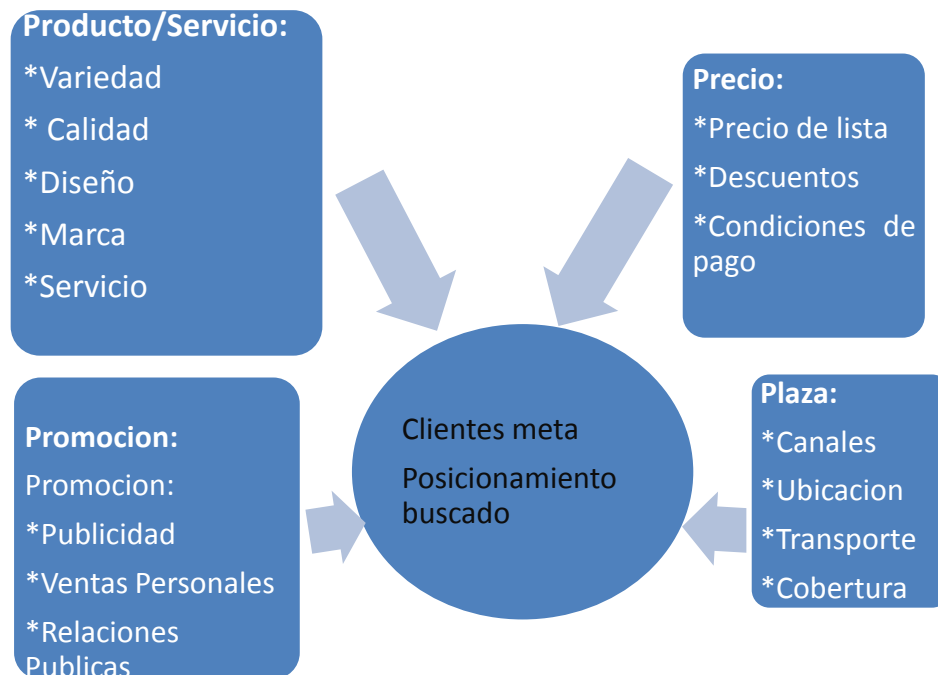 Producto/Servicio:
*Variedad
* Calidad
*Diseño
*Marca
*Servicio
Precio:
*Precio de lista
*Descuentos
*Condiciones de
pago
Clientes meta
Posicionamiento
buscado
Promocion:
Promocion:
*Publicidad
*Ventas Personales
*Relaciones
Publicas
Plaza:
*Canales
*Ubicacion
*Transporte
*Cobertura